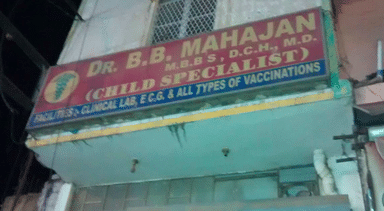 DR. B.B. MAHAJAN
M.B.B.S, D.C.H., M.D.
(CHILD SPECIALIST)
FACILITIES :- CLINICAL LAB, E C.G. & ALL TYPES OF VACCINATIONS